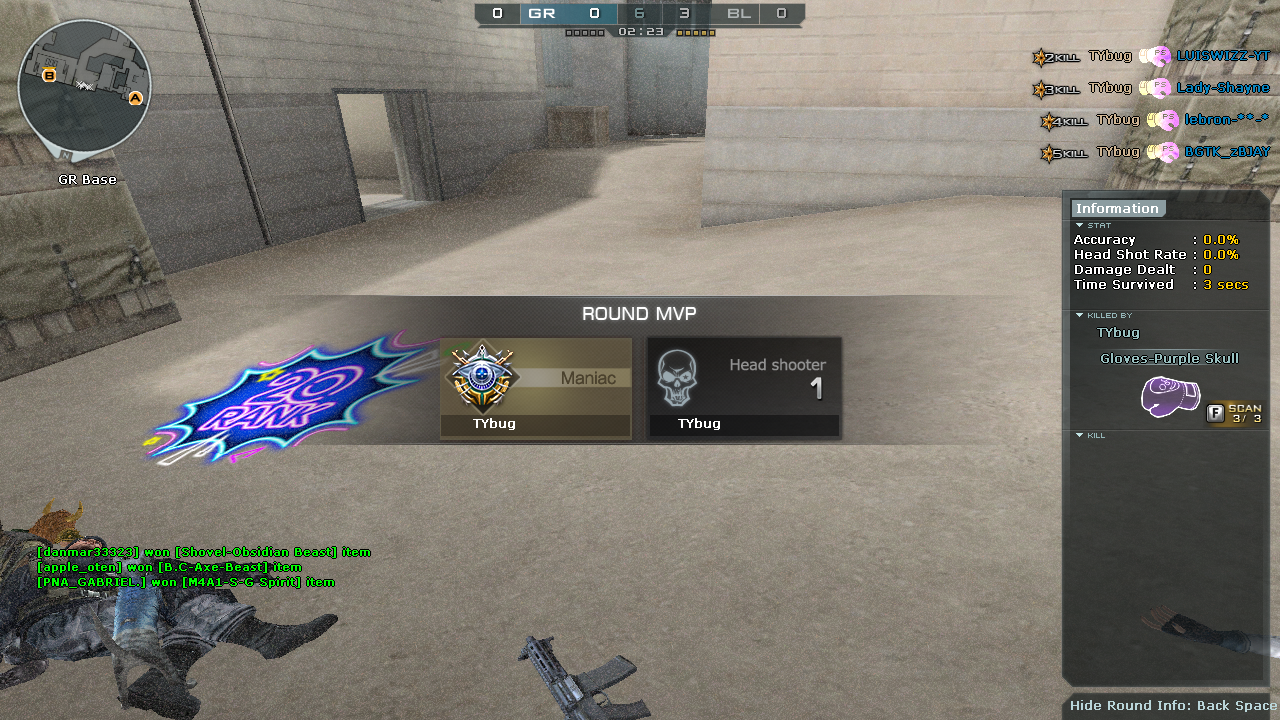 0 GR 0 6 3 BL 0
02:23
B
A
N
GR Base
2KILL TYbug PS LUISWIZZ-YT
3KILL TYbug PS Lady-Shayne
4KILL TYbug PS lebron-**-*
5KILL TYbug PS BGTK_zBJAY
Information
STAT
Accuracy : 0.0%
Head Shot Rate : 0.0%
Damage Dealt : 0
Time Survived : 3 secs
KILLED BY
TYbug
Gloves-Purple Skull
F SCAN
3/ 3
KILL
ROUND MVP
20
RANK
Maniac
TYbug
Head shooter
1
TYbug
[danmar33323] won [Shovel-Obsidian Beast] item
[apple_oten] won [B.C-Axe-Beast] item
[PNA_GABRIEL.] won [M4A1-S-G-Spirit] item
Hide Round Info: Back Space